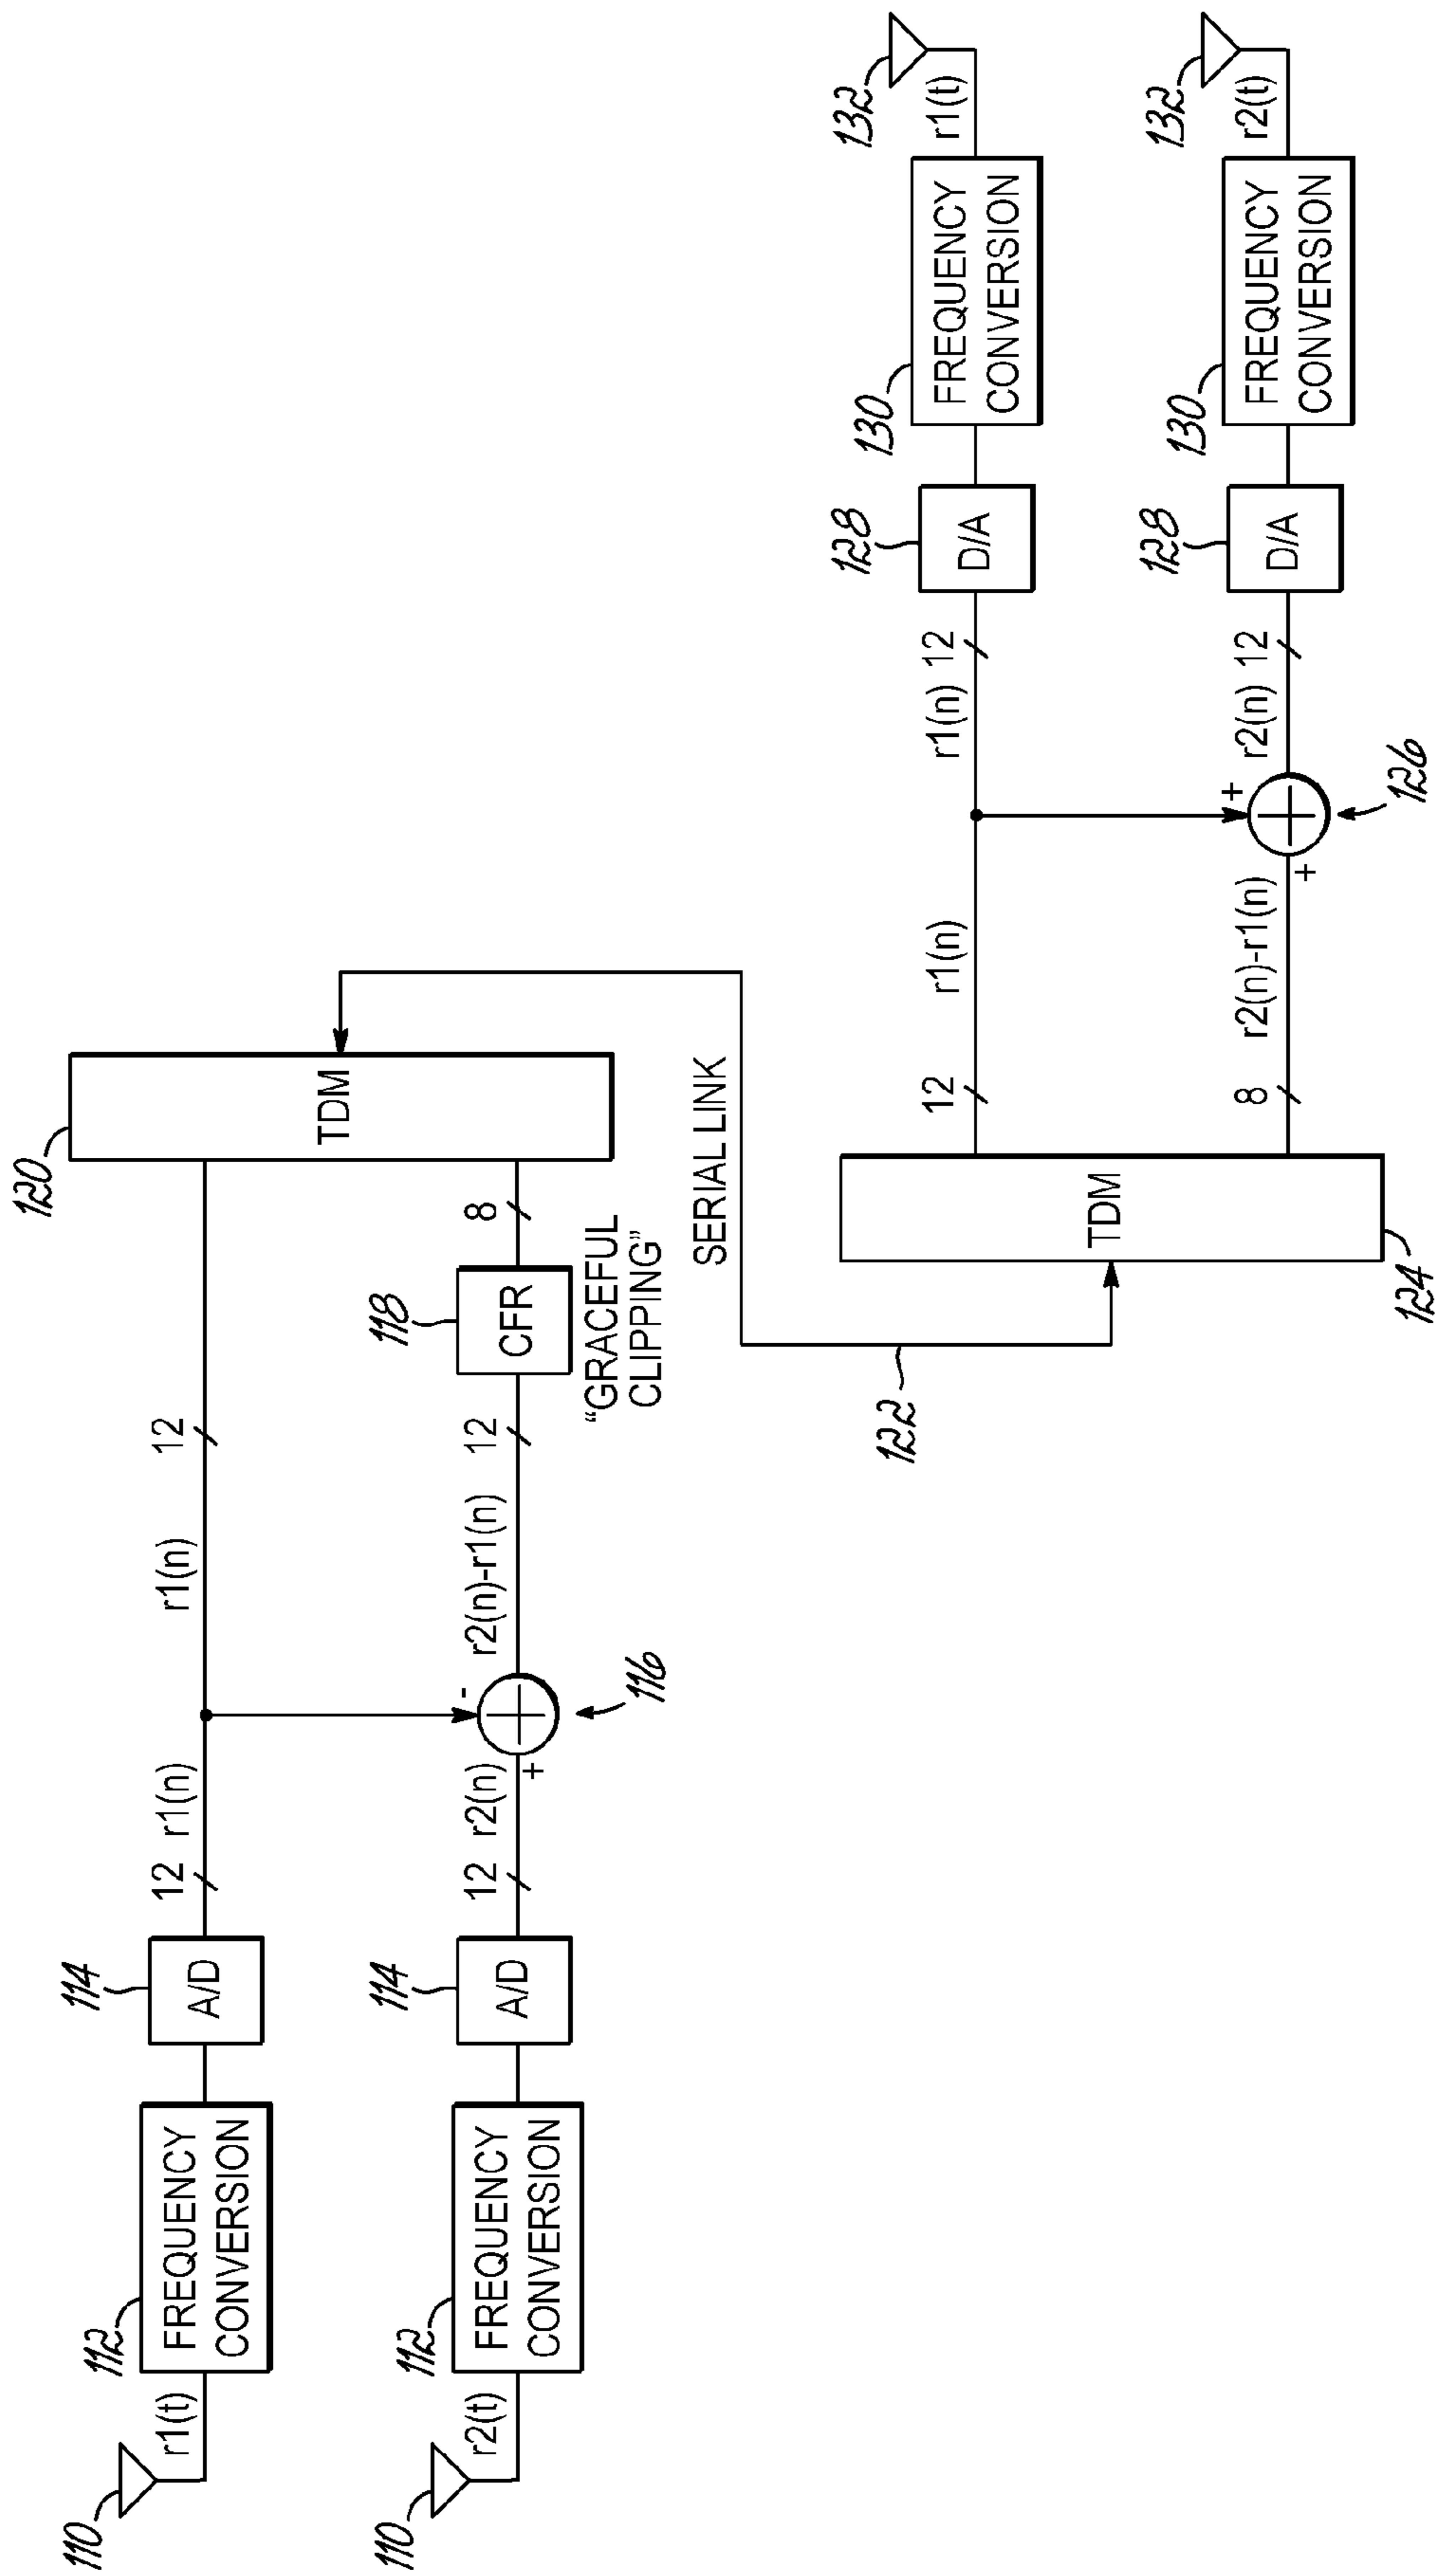 110
r1(t)
112
FREQUENCY
CONVERSION
114
A/D
12
r1(n)
r1(n)
12
120
TDM
110
r2(t)
112
FREQUENCY
CONVERSION
114
A/D
12
r2(n)
+
-
116
r2(n)-r1(n)
12
118
CFR
"GRACEFUL
CLIPPING"
8
SERIAL LINK
122
124
TDM
12
r1(n)
r1(n)
12
128
D/A
130
FREQUENCY
CONVERSION
r1(t)
132
8
r2(n)-r1(n)
+
+
126
r2(n)
12
128
D/A
130
FREQUENCY
CONVERSION
r2(t)
132